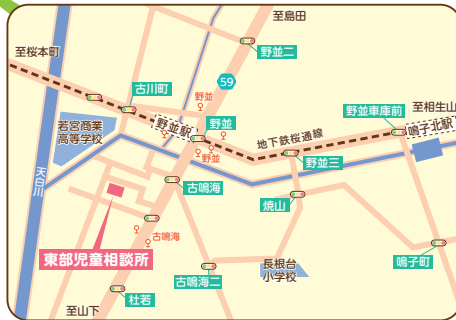 至島田
野並二
至桜本町
59
古川町
野並
野並
野並駅
至相生山
野並車庫前
鳴子北駅
若宮商業
高等学校
地下鉄桜通線
野並
野並三
天白川
古鳴海
焼山
古鳴海
東部児童相談所
長根台
小学校
鳴子町
古鳴海二
杜若
至山下